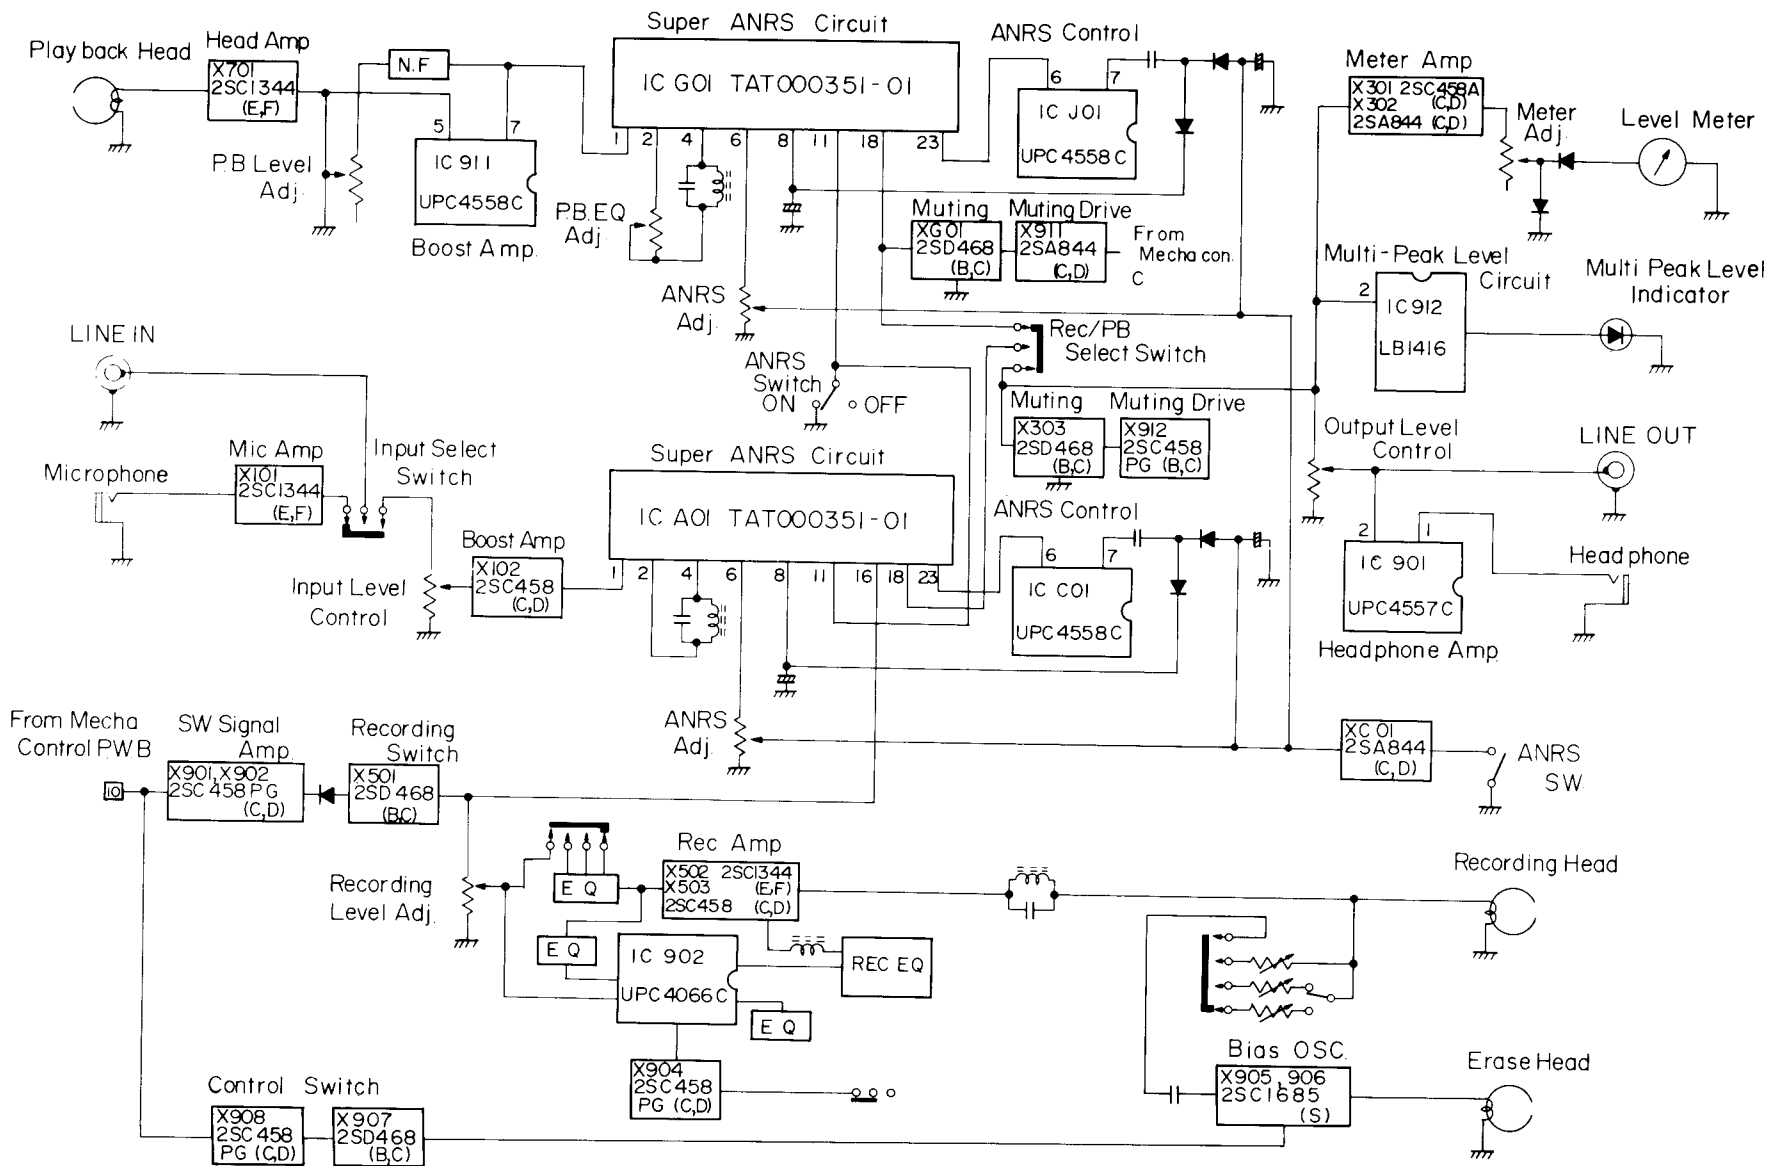 Super ANRS Circuit
Playback Head
Head Amp
X701
2SC1344
(E,F)
N.F
IC G01 TAT000351-01
1 2 4 6 8 11 18 23
5 7
IC 911
UPC4558C
Boost Amp.
P.B Level
Adj.
P.B.EQ
Adj.
ANRS Control
6 7
IC J01
UPC4558C
Meter Amp
X301 2SC458A
X302 (C,D)
2SA844 (C,D)
Meter
Adj.
Level Meter
Muting
XG01
2SD468
(B,C)
Muting Drive
X911
2SA844
(C,D)
From
Mecha con.
C
Multi-Peak Level
Circuit
2
IC912
LB1416
Multi Peak Level
Indicator
ANRS
Adj.
Rec/PB
Select Switch
LINE IN
ANRS
Switch
ON OFF
Muting
X303
2SD468
(B,C)
Muting Drive
X912
2SC458
PG (B,C)
Output Level
Control
LINE OUT
Microphone
Mic Amp
X101
2SC1344
(E,F)
Input Select
Switch
Super ANRS Circuit
IC A01 TAT000351-01
1 2 4 6 8 11 16 18 23
Boost Amp
X102
2SC458
(C,D)
Input Level
Control
ANRS Control
6 7
IC C01
UPC4558C
2 1
IC 901
UPC4557C
Headphone Amp
Headphone
From Mecha
Control P.W.B
10
SW Signal
Amp.
X901, X902
2SC458 PG
(C,D)
Recording
Switch
X501
2SD468
(B,C)
ANRS
Adj.
XC01
2SA844
(C,D)
ANRS
SW
Recording
Level Adj.
E Q
Rec Amp
X502 2SC1344
X503 (E,F)
2SC458 (C,D)
Recording Head
E Q
IC 902
UPC4066C
REC EQ
E Q
X904
2SC458
PG (C,D)
Bias OSC.
X905, 906
2SC1685
(S)
Erase Head
Control Switch
X908
2SC458
PG (C,D)
X907
2SD468
(B,C)